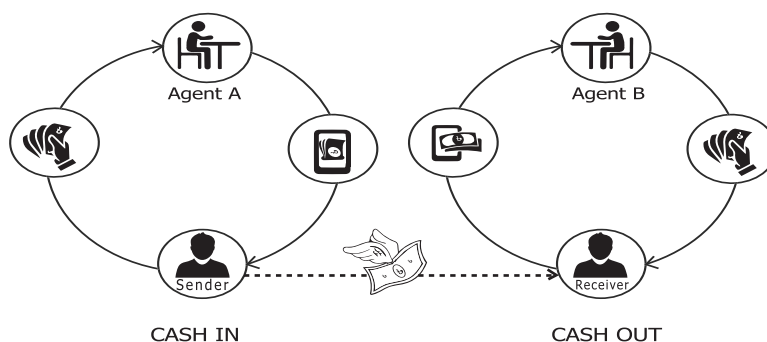 Agent A
Agent B
Sender
Receiver
CASH IN
CASH OUT